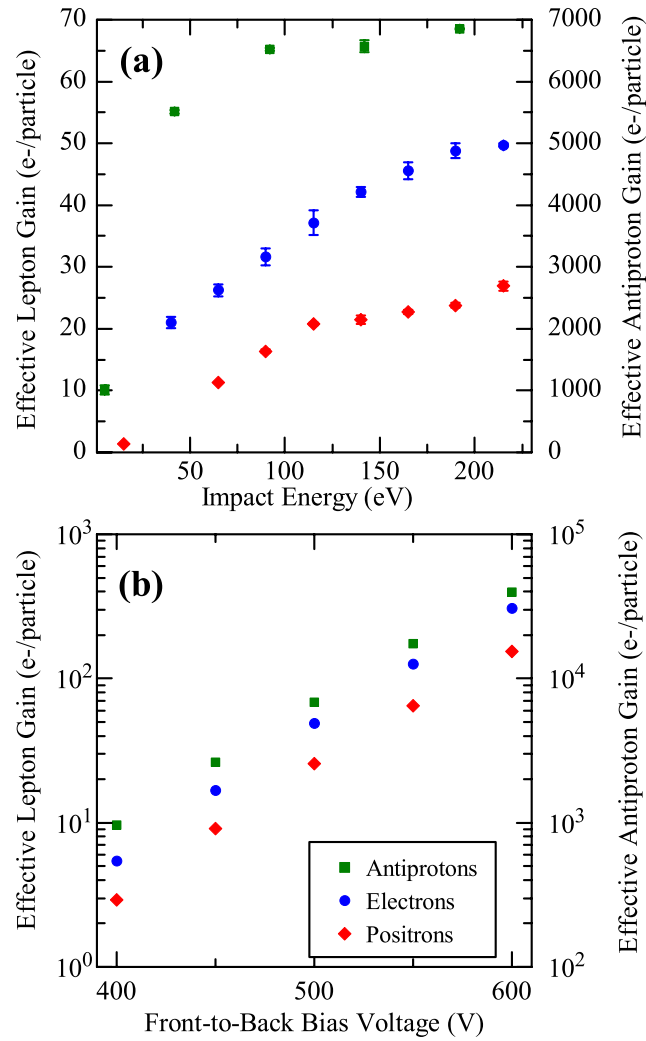 (a)
Effective Lepton Gain (e-/particle)
70
60
50
40
30
20
10
0
7000
6000
5000
4000
3000
2000
1000
0
Effective Antiproton Gain (e-/particle)
50 100 150 200
Impact Energy (eV)
(b)
Effective Lepton Gain (e-/particle)
10³
10²
10¹
10⁰
10⁵
10⁴
10³
10²
Effective Antiproton Gain (e-/particle)
Antiprotons
Electrons
Positrons
400 500 600
Front-to-Back Bias Voltage (V)